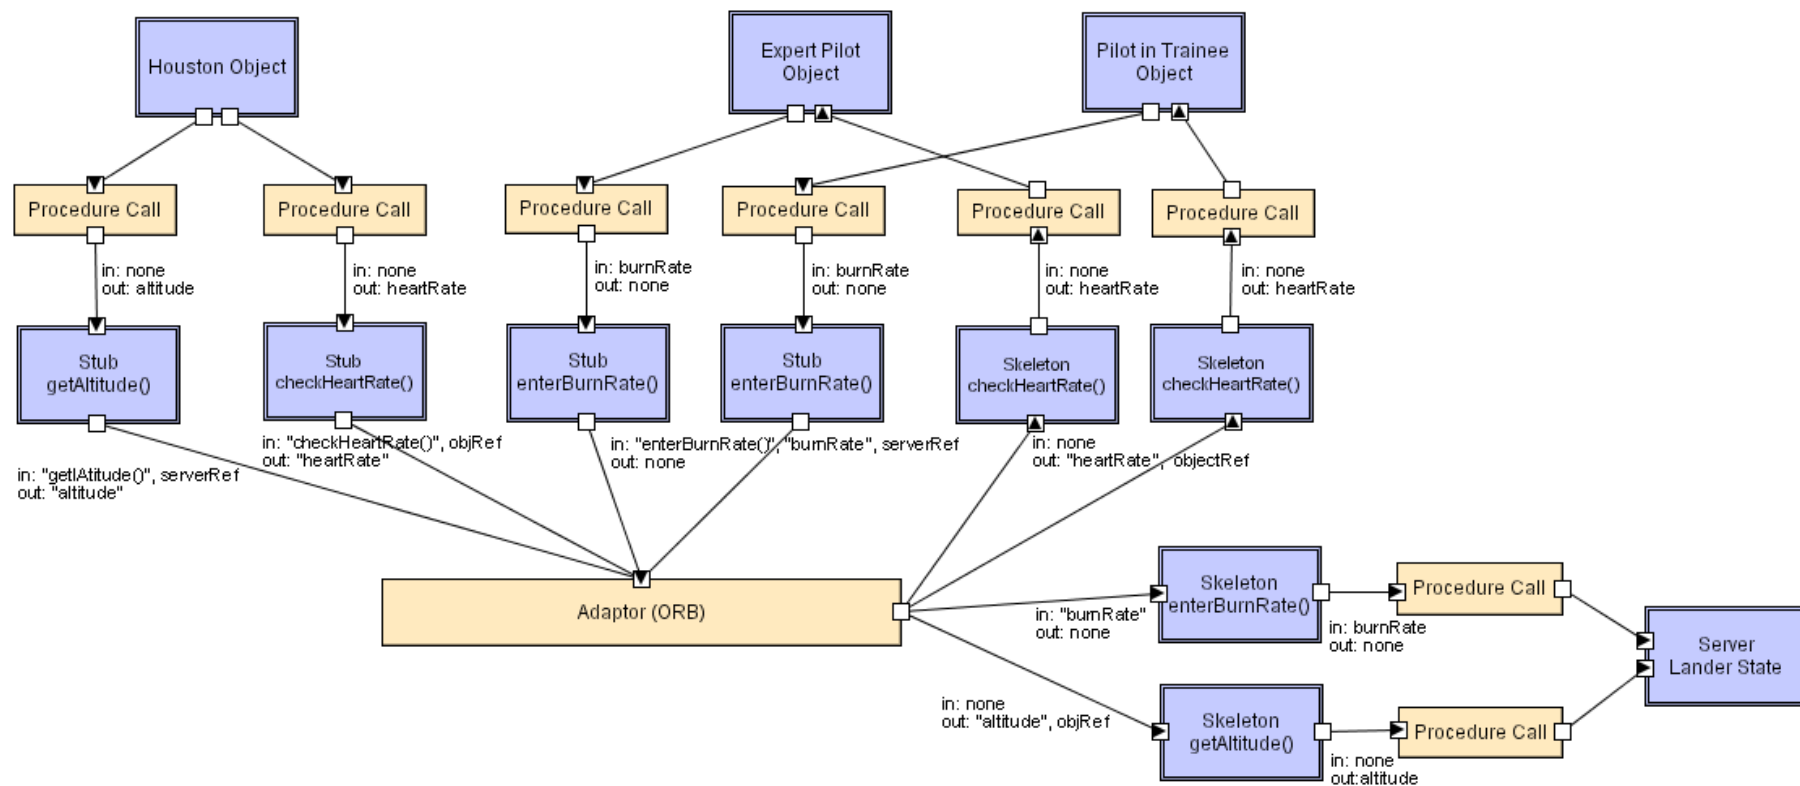 Houston Object
Expert Pilot
Object
Pilot in Trainee
Object
Procedure Call
Procedure Call
Procedure Call
Procedure Call
Procedure Call
Procedure Call
in: none
out: altitude
in: none
out: heartRate
in: burnRate
out: none
in: burnRate
out: none
in: none
out: heartRate
in: none
out: heartRate
Stub
getAltitude()
Stub
checkHeartRate()
Stub
enterBurnRate()
Stub
enterBurnRate()
Skeleton
checkHeartRate()
Skeleton
checkHeartRate()
in: "getlAtitude()", serverRef
out: "altitude"
in: "checkHeartRate()", objRef
out: "heartRate"
in: "enterBurnRate()", "burnRate", serverRef
out: none
in: none
out: "heartRate", objectRef
Adaptor (ORB)
in: "burnRate"
out: none
Skeleton
enterBurnRate()
in: burnRate
out: none
Procedure Call
Server
Lander State
in: none
out: "altitude", objRef
Skeleton
getAltitude()
in: none
out:altitude
Procedure Call